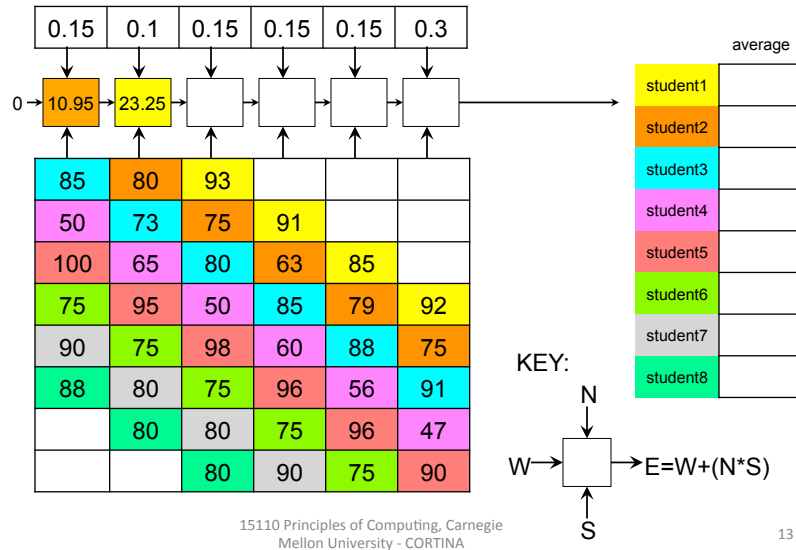 0.15 0.1 0.15 0.15 0.15 0.3
average
0 10.95 23.25
student1
student2
student3
student4
student5
student6
student7
student8
85 80 93
50 73 75 91
100 65 80 63 85
75 95 50 85 79 92
90 75 98 60 88 75
88 80 75 96 56 91
80 80 75 96 47
80 90 75 90
KEY:
N
W E=W+(N*S)
S
15110 Principles of Computing, Carnegie
Mellon University - CORTINA
13